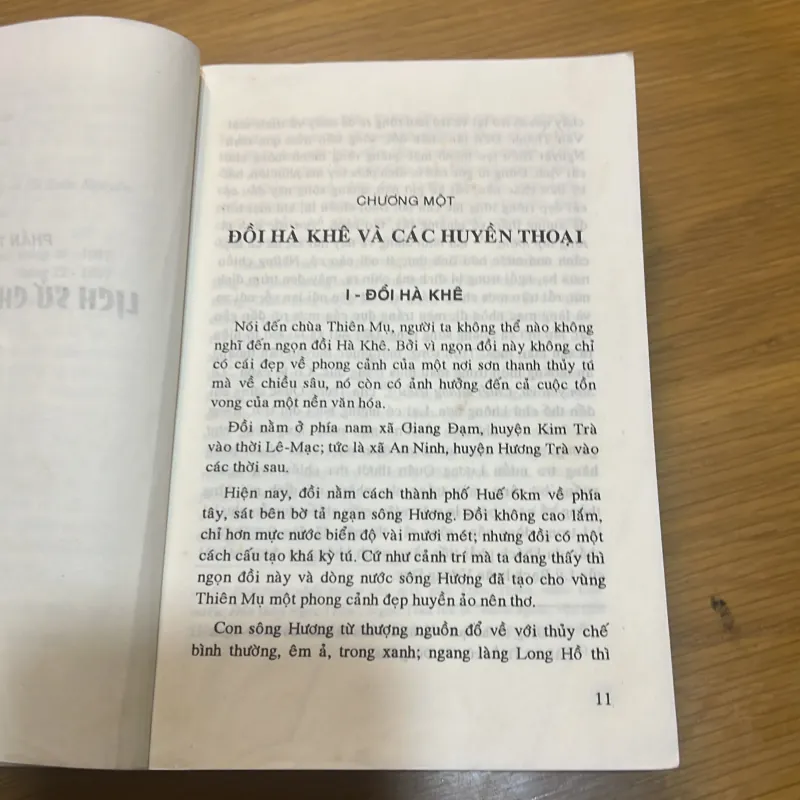 CHƯƠNG MỘT
ĐỒI HÀ KHÊ VÀ CÁC HUYỀN THOẠI
I - ĐỒI HÀ KHÊ
Nói đến chùa Thiên Mụ, người ta không thể nào không
nghĩ đến ngọn đồi Hà Khê. Bởi vì ngọn đồi này không chỉ
có cái đẹp về phong cảnh của một nơi sơn thanh thủy tú
mà về chiều sâu, nó còn có ảnh hưởng đến cả cuộc tồn
vong của một nền văn hóa.
Đồi nằm ở phía nam xã Giang Đạm, huyện Kim Trà
vào thời Lê-Mạc; tức là xã An Ninh, huyện Hương Trà vào
các thời sau.
Hiện nay, đồi nằm cách thành phố Huế 6km về phía
tây, sát bên bờ tả ngạn sông Hương. Đồi không cao lắm,
chỉ hơn mực nước biển độ vài mươi mét; nhưng đồi có một
cách cấu tạo khá kỳ tú. Cứ như cảnh trí mà ta đang thấy thì
ngọn đồi này và dòng nước sông Hương đã tạo cho vùng
Thiên Mụ một phong cảnh đẹp huyền ảo nên thơ.
Con sông Hương từ thượng nguồn đổ về với thủy chế
bình thường, êm ả, trong xanh; ngang làng Long Hồ thì
11